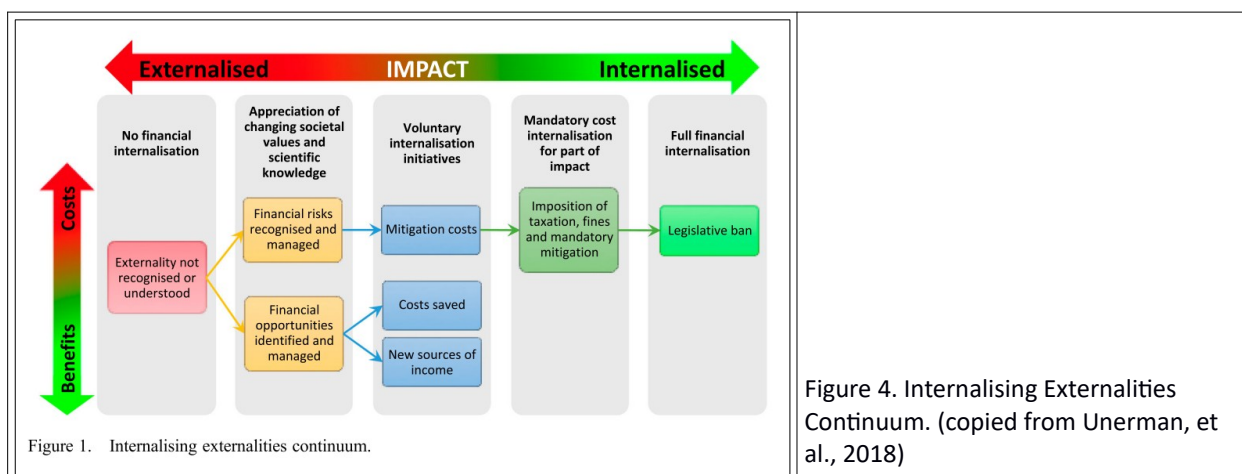 Externalised IMPACT Internalised
No financial
internalisation
Appreciation of
changing societal
values and
scientific
knowledge
Voluntary
internalisation
initiatives
Mandatory cost
internalisation
for part of
impact
Full financial
internalisation
Costs
Benefits
Externality not
recognised or
understood
Financial risks
recognised and
managed
Financial
opportunities
identified and
managed
Mitigation costs
Costs saved
New sources of
income
Imposition of
taxation, fines
and mandatory
mitigation
Legislative ban
Figure 1. Internalising externalities continuum.
Figure 4. Internalising Externalities
Continuum. (copied from Unerman, et
al., 2018)